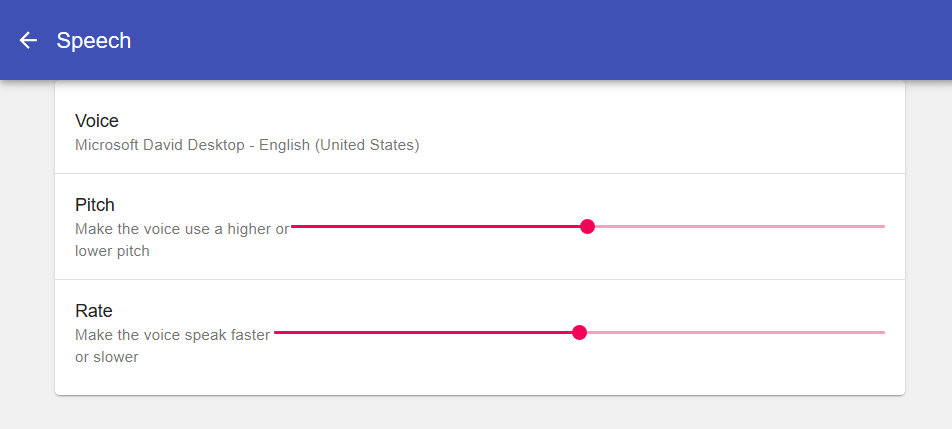 Speech
Voice
Microsoft David Desktop - English (United States)
Pitch
Make the voice use a higher or
lower pitch
Rate
Make the voice speak faster
or slower